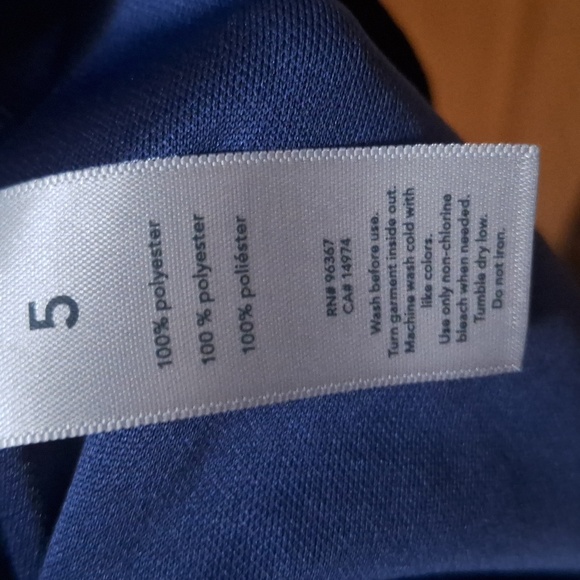 5
100% polyester
100 % polyester
100% poliéster
RN# 96367
CA# 14974
Wash before use.
Turn garment inside out.
Machine wash cold with
like colors.
Use only non-chlorine
bleach when needed.
Tumble dry low.
Do not iron.